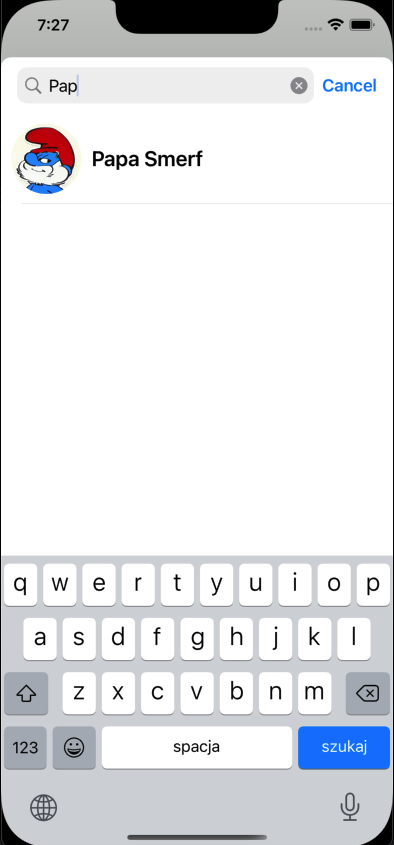 7:27
Pap
Cancel
Papa Smerf
q w e r t y u i o p
a s d f g h j k l
z x c v b n m
123 spacja szukaj